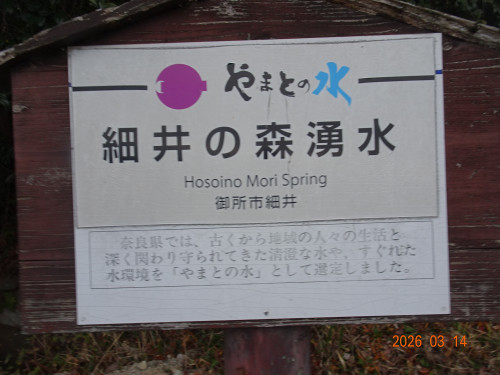 やまとの水
細井の森湧水
Hosoino Mori Spring
御所市細井
奈良県では、古くから地域の人々の生活と
深く関わり守られてきた清澄な水や、すぐれた
水環境を「やまとの水」として選定しました。
2026 03 14